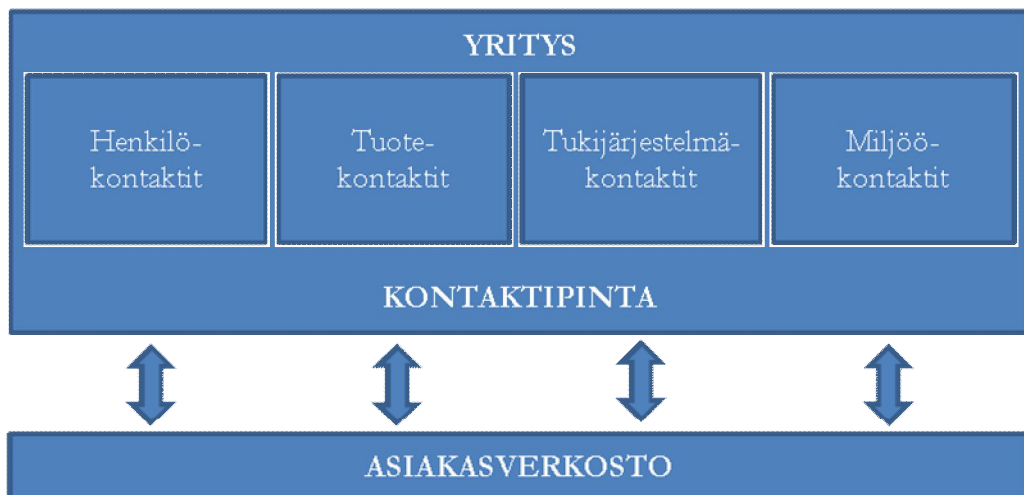 YRITYS
Henkilö-
kontaktit
Tuote-
kontaktit
Tukijärjestelmä-
kontaktit
Miljöö-
kontaktit
KONTAKTIPINTA
ASIAKASVERKOSTO